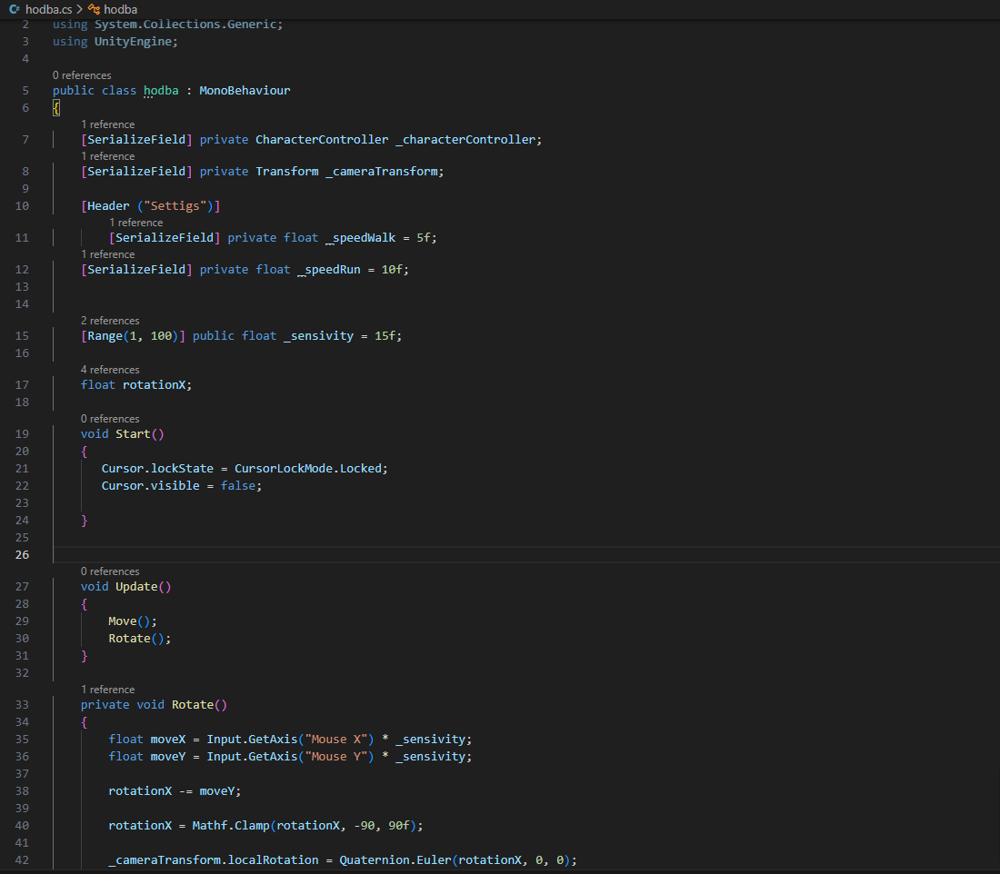 hodba.cs > hodba
2 using System.Collections.Generic;
3 using UnityEngine;
4
0 references
5 public class hodba : MonoBehaviour
6 {
1 reference
7 [SerializeField] private CharacterController _characterController;
1 reference
8 [SerializeField] private Transform _cameraTransform;
9
10 [Header ("Settigs")]
1 reference
11 [SerializeField] private float _speedWalk = 5f;
1 reference
12 [SerializeField] private float _speedRun = 10f;
13
14
2 references
15 [Range(1, 100)] public float _sensivity = 15f;
16
4 references
17 float rotationX;
18
0 references
19 void Start()
20 {
21 Cursor.lockState = CursorLockMode.Locked;
22 Cursor.visible = false;
23
24 }
25
26
0 references
27 void Update()
28 {
29 Move();
30 Rotate();
31 }
32
1 reference
33 private void Rotate()
34 {
35 float moveX = Input.GetAxis("Mouse X") * _sensivity;
36 float moveY = Input.GetAxis("Mouse Y") * _sensivity;
37
38 rotationX -= moveY;
39
40 rotationX = Mathf.Clamp(rotationX, -90, 90f);
41
42 _cameraTransform.localRotation = Quaternion.Euler(rotationX, 0, 0);